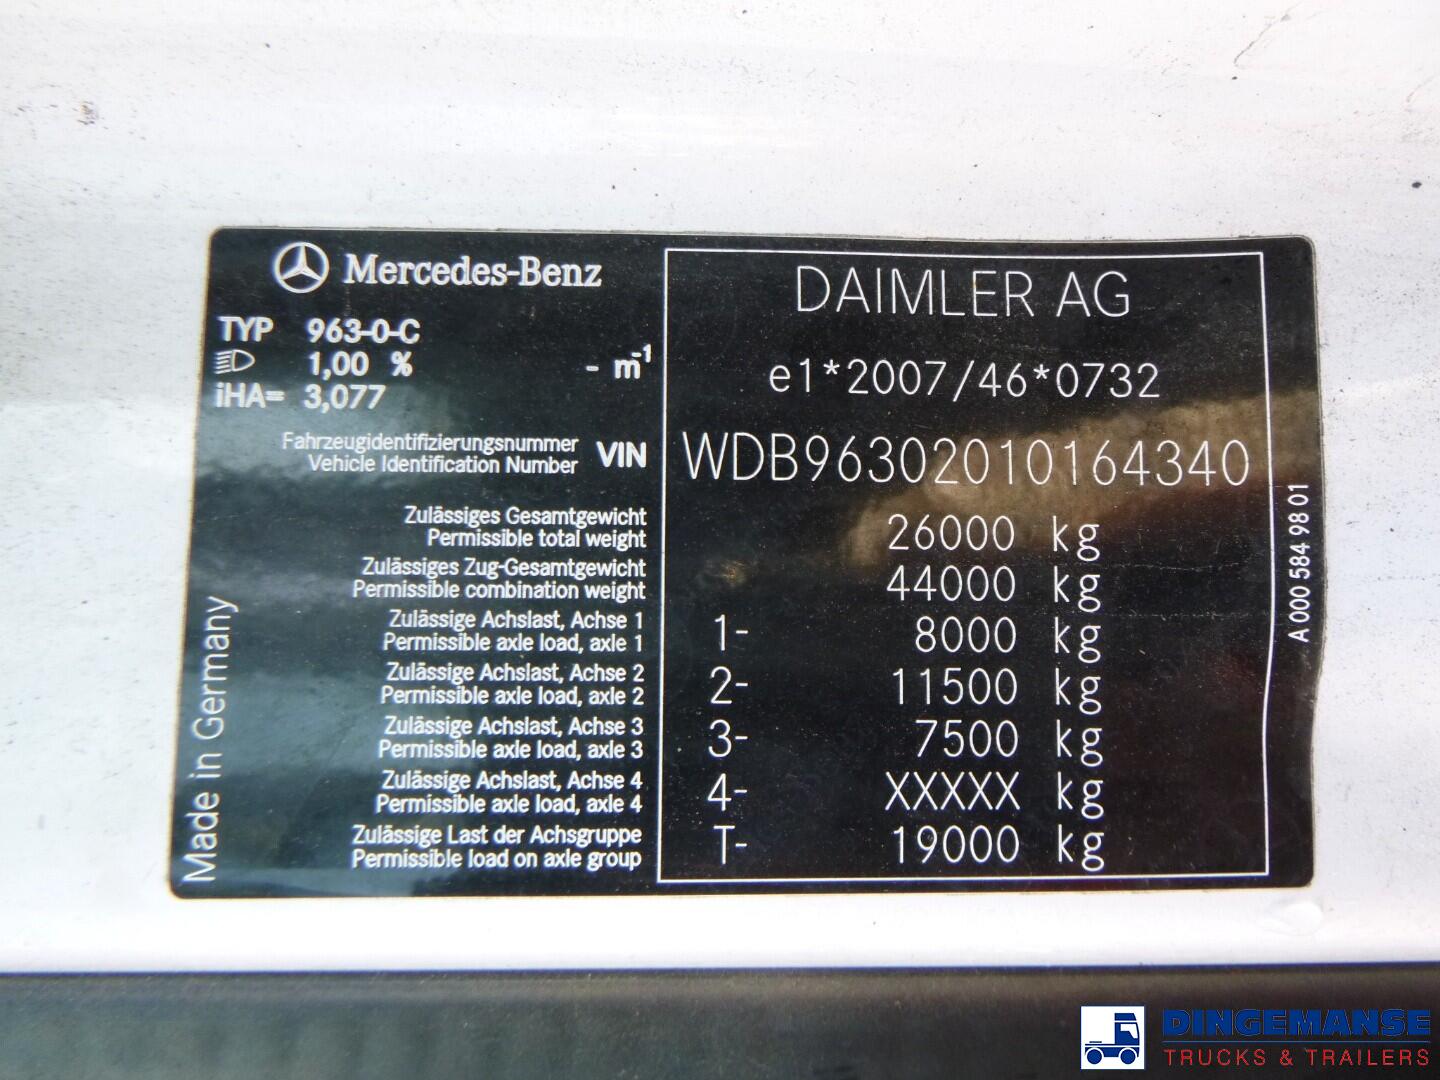 Mercedes-Benz
TYP 963-0-C
1,00 % - m-1
iHA= 3,077
DAIMLER AG
e1*2007/46*0732
Fahrzeugidentifizierungsnummer
Vehicle Identification Number
VIN WDB96302010164340
Zulässiges Gesamtgewicht
Permissible total weight
26000 kg
Zulässiges Zug-Gesamtgewicht
Permissible combination weight
44000 kg
Zulässige Achslast, Achse 1
Permissible axle load, axle 1
1- 8000 kg
Zulässige Achslast, Achse 2
Permissible axle load, axle 2
2- 11500 kg
Zulässige Achslast, Achse 3
Permissible axle load, axle 3
3- 7500 kg
Zulässige Achslast, Achse 4
Permissible axle load, axle 4
4- XXXXX kg
Zulässige Last der Achsgruppe
Permissible load on axle group
T- 19000 kg
Made in Germany
A 000 584 98 01
DINGEMANSE
TRUCKS & TRAILERS